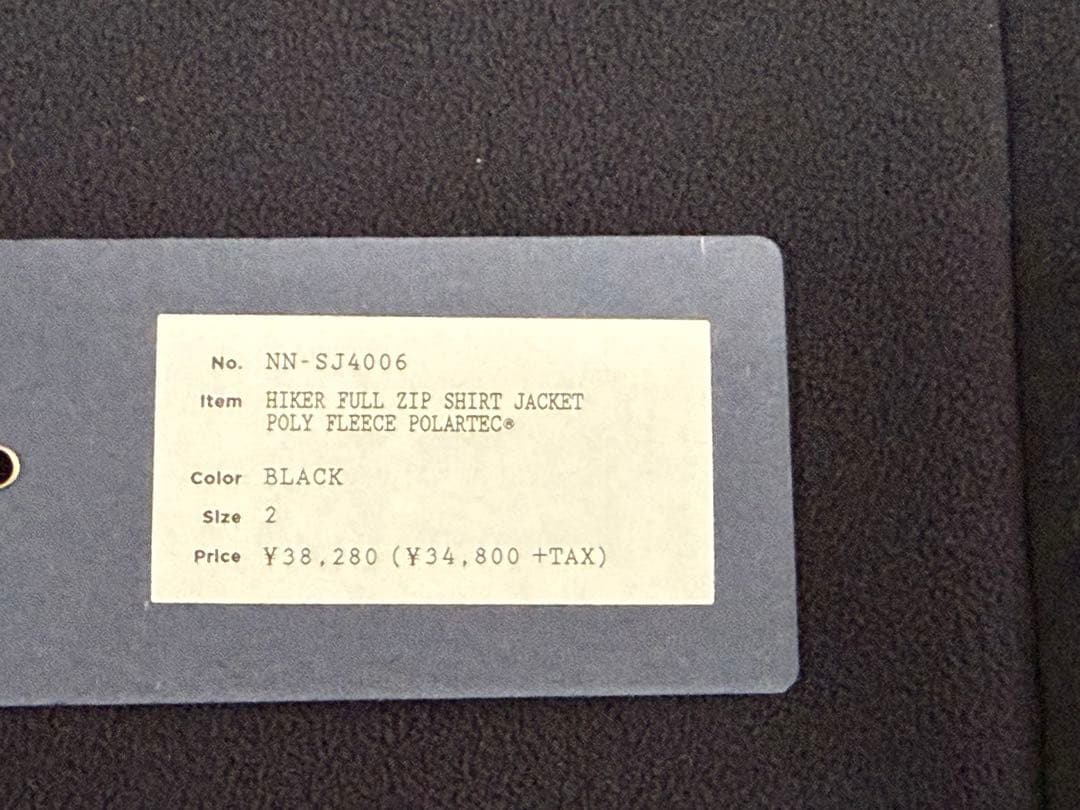 No. NN-SJ4006
Item HIKER FULL ZIP SHIRT JACKET
POLY FLEECE POLARTEC®
Color BLACK
Size 2
Price ¥38,280 (¥34,800 +TAX)